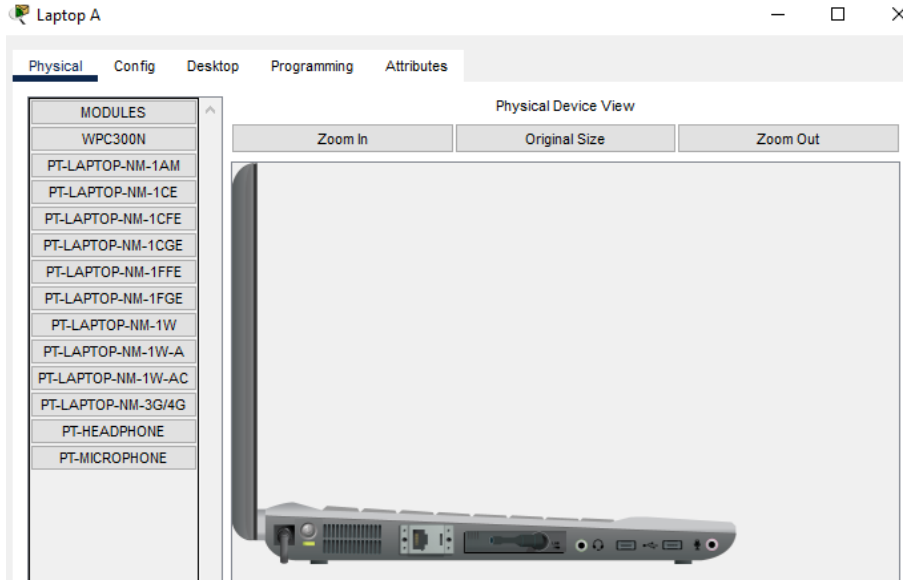 Laptop A
Physical Config Desktop Programming Attributes
MODULES
WPC300N
PT-LAPTOP-NM-1AM
PT-LAPTOP-NM-1CE
PT-LAPTOP-NM-1CFE
PT-LAPTOP-NM-1CGE
PT-LAPTOP-NM-1FFE
PT-LAPTOP-NM-1FGE
PT-LAPTOP-NM-1W
PT-LAPTOP-NM-1W-A
PT-LAPTOP-NM-1W-AC
PT-LAPTOP-NM-3G/4G
PT-HEADPHONE
PT-MICROPHONE
Physical Device View
Zoom In Original Size Zoom Out